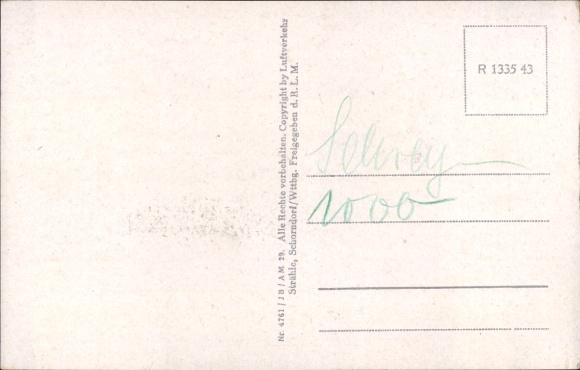 Nr. 4761 / J B / A M 29. Alle Rechte vorbehalten. Copyright by Luftverkehr
Strähle, Schorndorf/Wttbg. Freigegeben d. R. L. M.
R 1335 43
1000